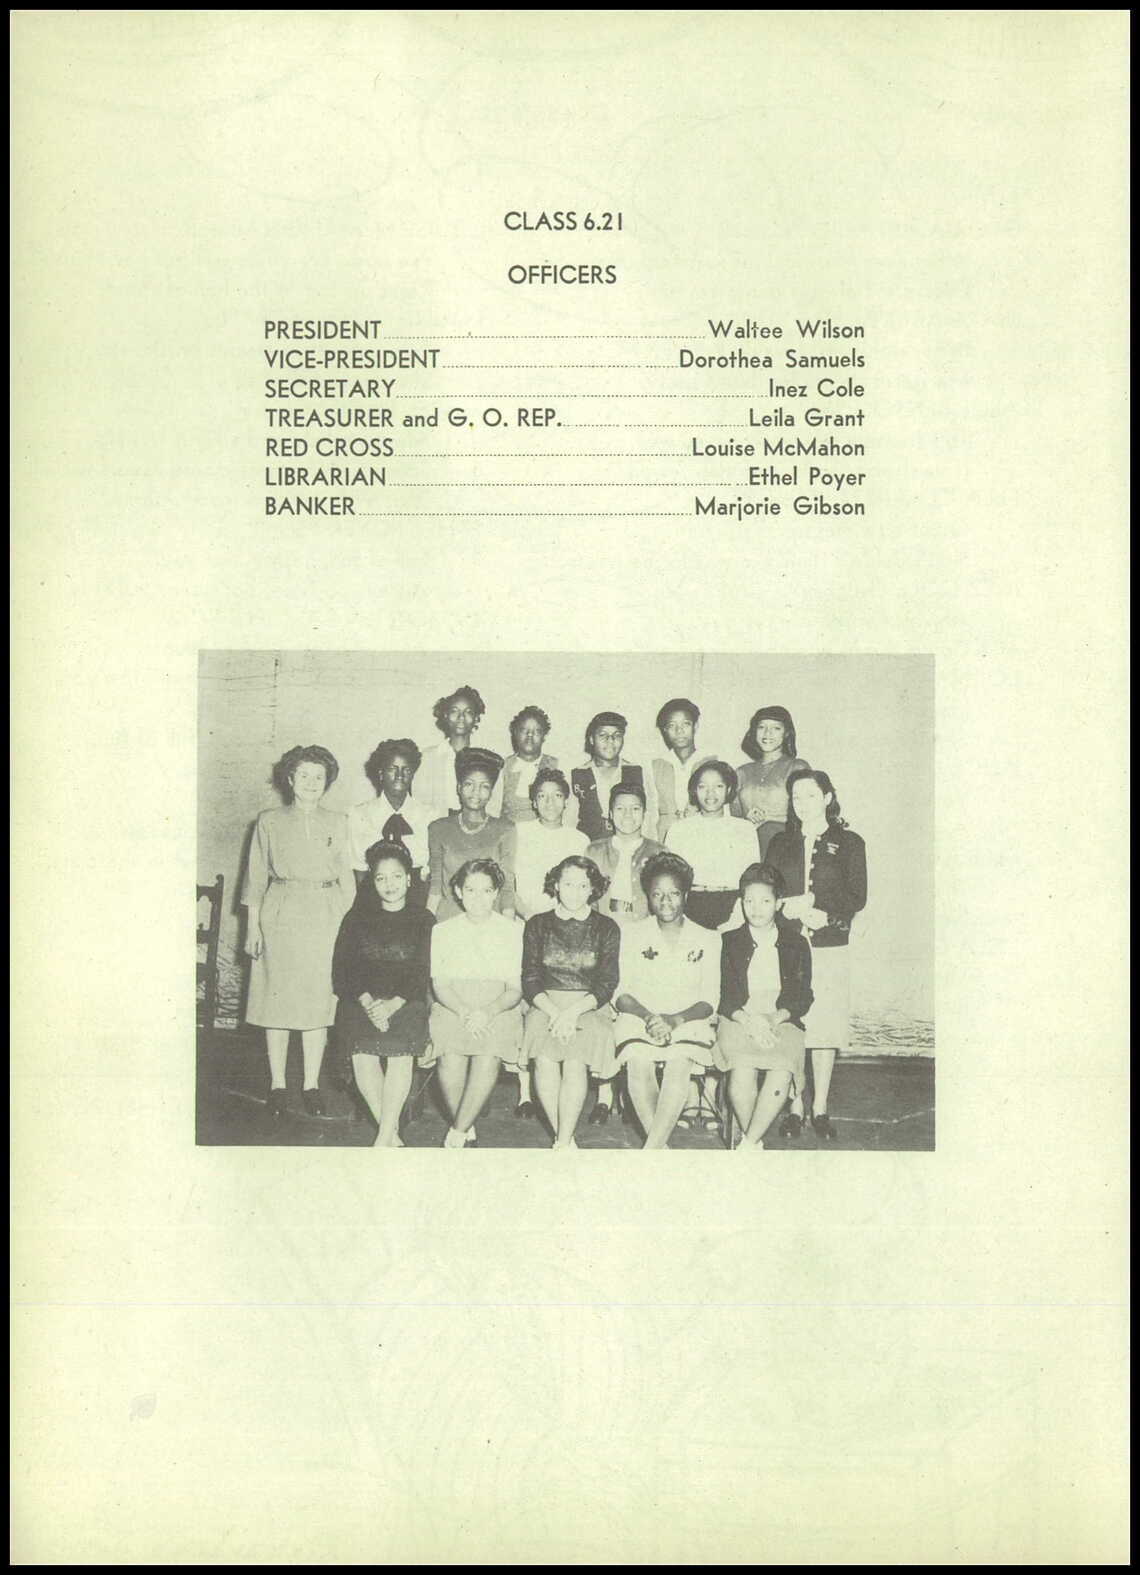 CLASS 6.21
OFFICERS
PRESIDENT Waltee Wilson
VICE-PRESIDENT Dorothea Samuels
SECRETARY Inez Cole
TREASURER and G. O. REP. Leila Grant
RED CROSS Louise McMahon
LIBRARIAN Ethel Poyer
BANKER Marjorie Gibson